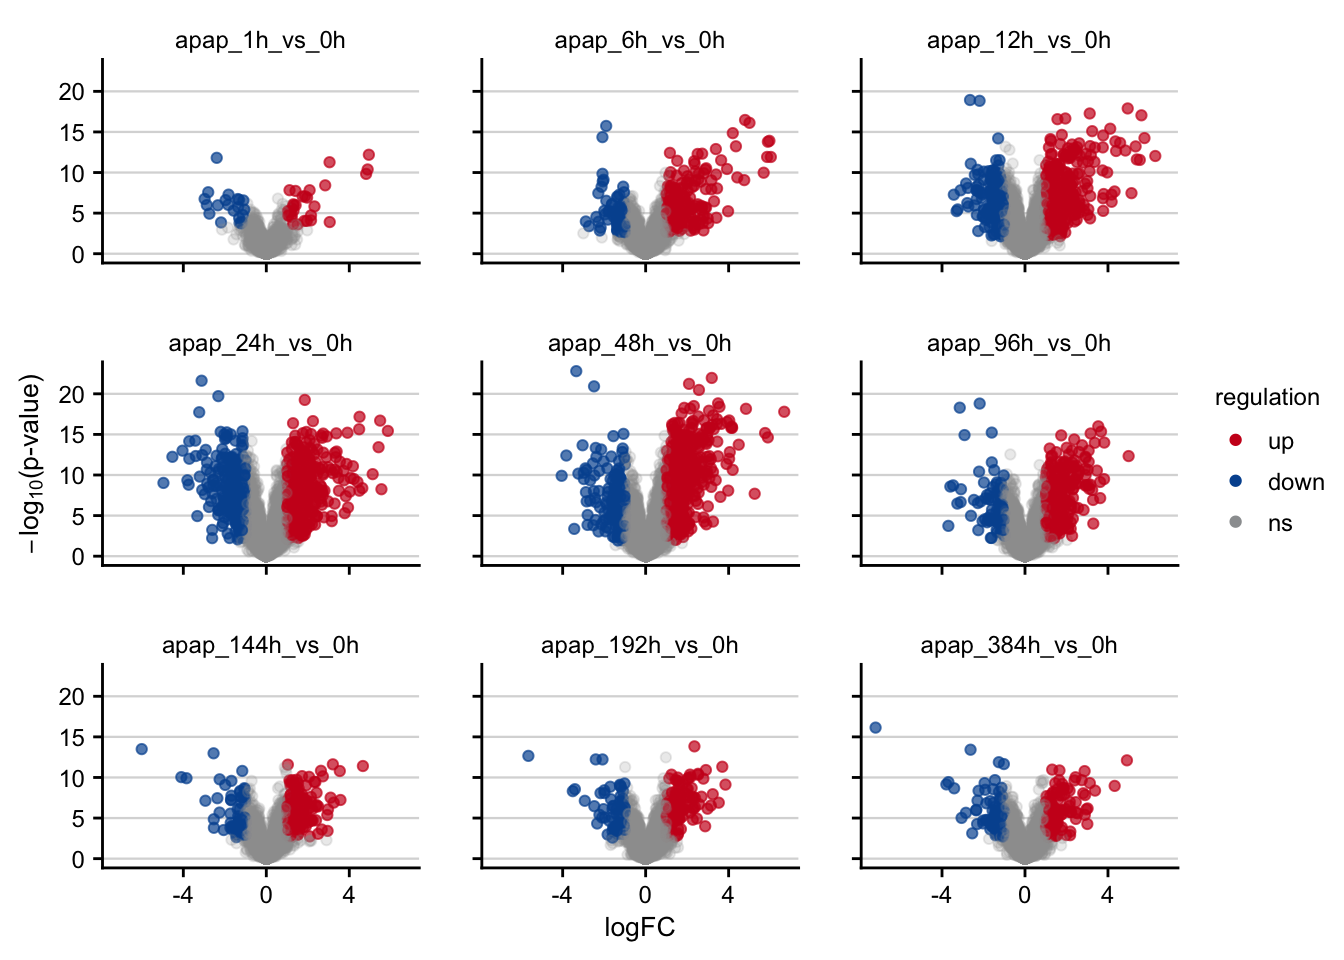 apap_1h_vs_0h
apap_6h_vs_0h
apap_12h_vs_0h
20
15
10
5
0
apap_24h_vs_0h
apap_48h_vs_0h
apap_96h_vs_0h
20
15
10
5
0
−log₁₀(p-value)
regulation
up
down
ns
apap_144h_vs_0h
apap_192h_vs_0h
apap_384h_vs_0h
20
15
10
5
0
-4 0 4
-4 0 4
-4 0 4
logFC